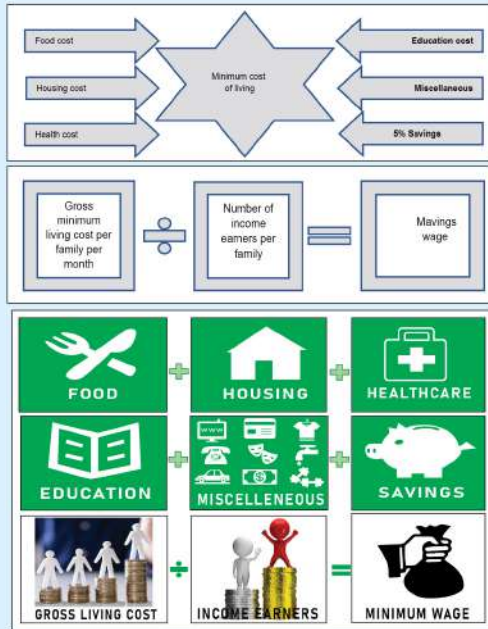 Food cost
Education cost
Minimum cost
of living
Housing cost
Miscellaneous
Health cost
5% Savings
Gross
minimum
living cost per
family per
month
Number of
income
earners per
family
Mavings
wage
FOOD
HOUSING
HEALTHCARE
EDUCATION
WWW
MISCELLENEOUS
SAVINGS
GROSS LIVING COST
INCOME EARNERS
MINIMUM WAGE